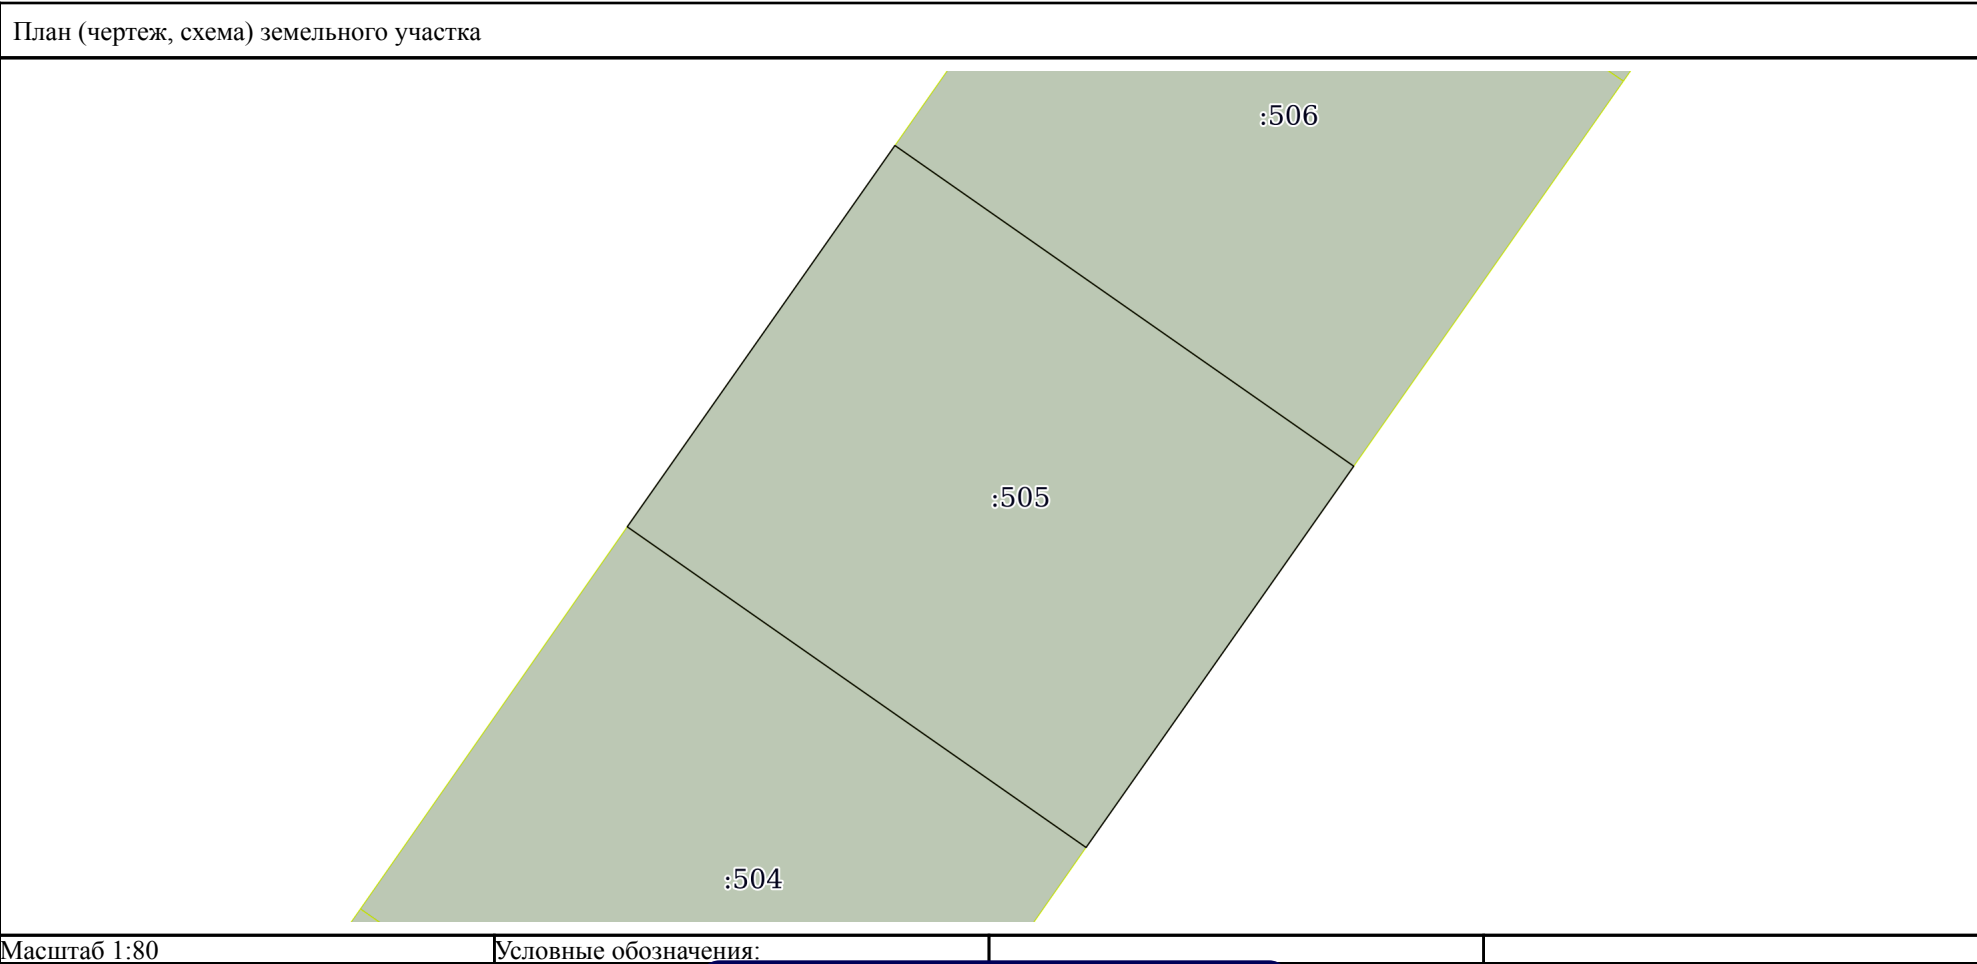 План (чертеж, схема) земельного участка
:506
:505
:504
Масштаб 1:80
Условные обозначения: